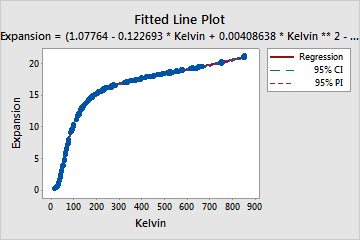 Fitted Line Plot
Expansion = (1.07764 - 0.122693 * Kelvin + 0.00408638 * Kelvin ** 2 - ...
Regression
95% CI
95% PI
Expansion
20
15
10
5
0
0 100 200 300 400 500 600 700 800 900
Kelvin